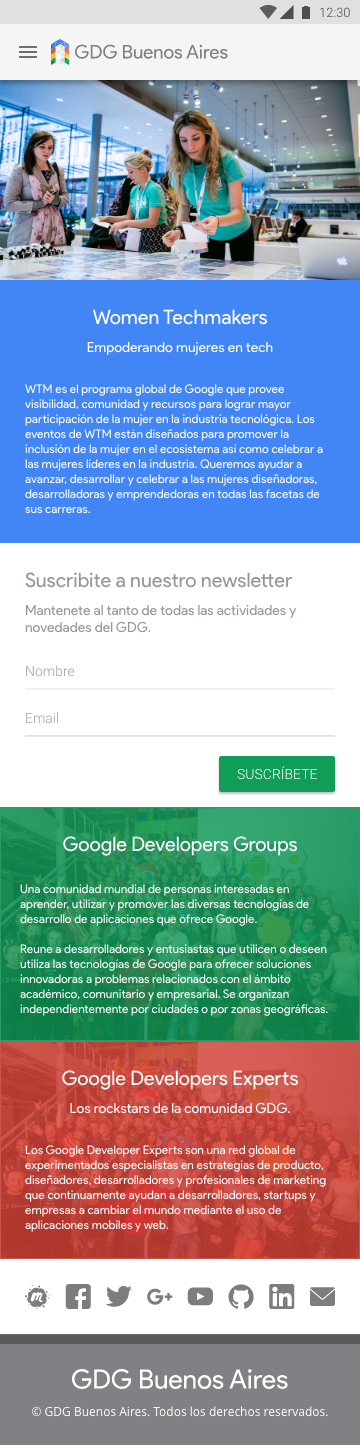 12:30
GDG Buenos Aires
Women Techmakers
Empoderando mujeres en tech
WTM es el programa global de Google que provee
visibilidad, comunidad y recursos para lograr mayor
participación de la mujer en la industria tecnológica. Los
eventos de WTM están diseñados para promover la
inclusión de la mujer en el ecosistema así como celebrar a
las mujeres líderes en la industria. Queremos ayudar a
avanzar, desarrollar y celebrar a las mujeres diseñadoras,
desarrolladoras y emprendedoras en todas las facetas de
sus carreras.
Suscribite a nuestro newsletter
Mantenete al tanto de todas las actividades y
novedades del GDG.
Nombre
Email
SUSCRÍBETE
Google Developers Groups
Una comunidad mundial de personas interesadas en
aprender, utilizar y promover las diversas tecnologías de
desarrollo de aplicaciones que ofrece Google.
Reune a desarrolladores y entusiastas que utilicen o deseen
utiliza las tecnologías de Google para ofrecer soluciones
innovadoras a problemas relacionados con el ámbito
académico, comunitario y empresarial. Se organizan
independientemente por ciudades o por zonas geográficas.
Google Developers Experts
Los rockstars de la comunidad GDG.
Los Google Developer Experts son una red global de
experimentados especialistas en estrategias de producto,
diseñadores, desarrolladores y profesionales de marketing
que continuamente ayudan a desarrolladores, startups y
empresas a cambiar el mundo mediante el uso de
aplicaciones mobiles y web.
GDG Buenos Aires
© GDG Buenos Aires. Todos los derechos reservados.